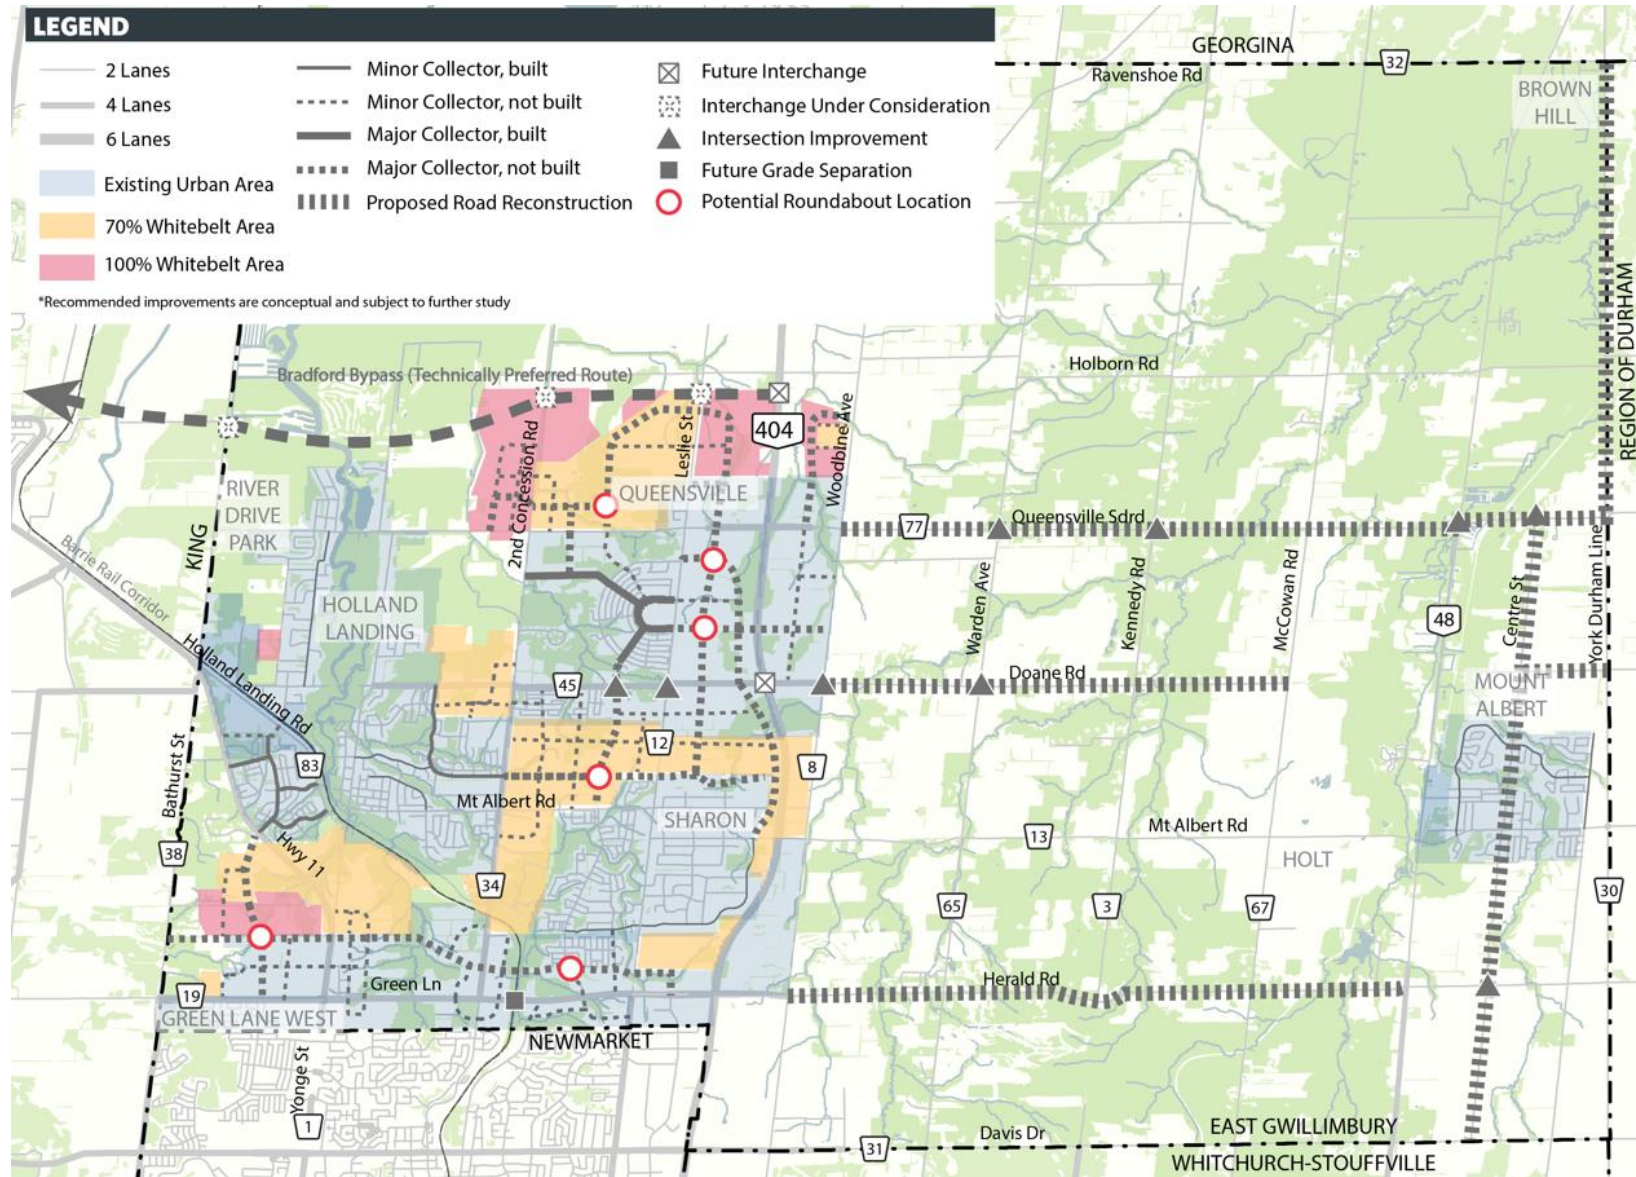 LEGEND
2 Lanes
4 Lanes
6 Lanes
Existing Urban Area
70% Whitebelt Area
100% Whitebelt Area
Minor Collector, built
Minor Collector, not built
Major Collector, built
Major Collector, not built
Proposed Road Reconstruction
Future Interchange
Interchange Under Consideration
Intersection Improvement
Future Grade Separation
Potential Roundabout Location
*Recommended improvements are conceptual and subject to further study
GEORGINA
Ravenshoe Rd
32
BROWN
HILL
REGION OF DURHAM
Holborn Rd
Bradford Bypass (Technically Preferred Route)
404
Woodbine Ave
Leslie St
2nd Concession Rd
QUEENSVILLE
RIVER
DRIVE
PARK
KING
77
Queensville Sdrd
Barrie Rail Corridor
HOLLAND
LANDING
Warden Ave
Kennedy Rd
McCowan Rd
48
Centre St
York Durham Line
Holland Landing Rd
45
Doane Rd
MOUNT
ALBERT
12
83
8
Bathurst St
Mt Albert Rd
SHARON
13
Mt Albert Rd
HOLT
38
Hwy 11
34
65
3
67
30
19
Green Ln
Herald Rd
GREEN LANE WEST
NEWMARKET
Yonge St
1
31
Davis Dr
EAST GWILLIMBURY
WHITCHURCH-STOUFFVILLE